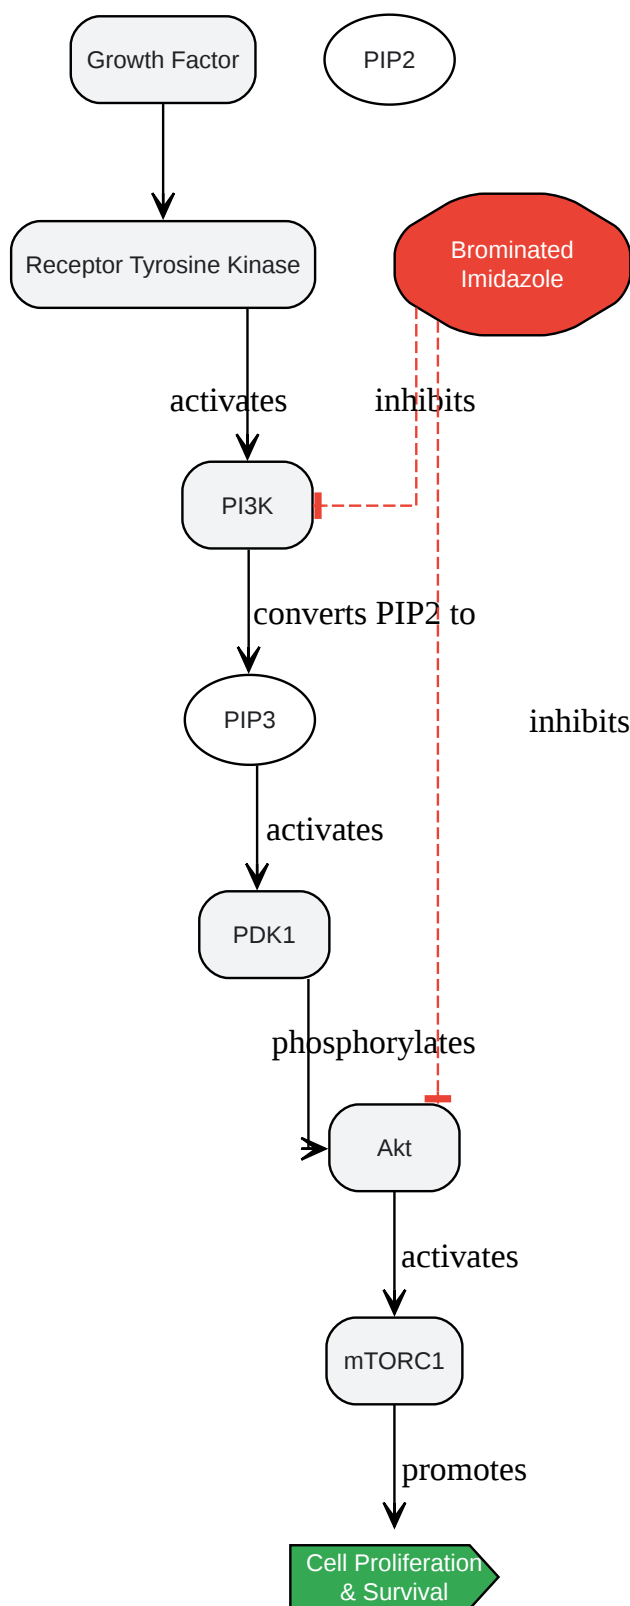 Growth Factor
PIP2
Receptor Tyrosine Kinase
Brominated
Imidazole
activates
inhibits
PI3K
converts PIP2 to
PIP3
inhibits
activates
PDK1
phosphorylates
Akt
activates
mTORC1
promotes
Cell Proliferation
& Survival